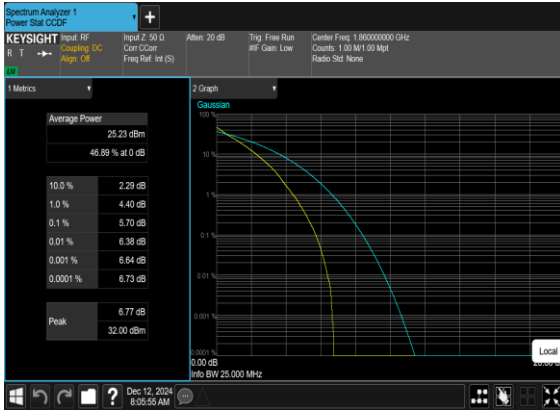 Spectrum Analyzer 1
Power Stat CCDF
+
KEYSIGHT Input: RF Input Z: 50 Ω Atten: 20 dB Trig: Free Run Center Freq: 1.860000000 GHz
R T Coupling: DC Corr CCorr #IF Gain: Low Counts: 1.00 M/1.00 Mpt
Align: Off Freq Ref: Int (S) Radio Std: None
1 Metrics
2 Graph
Average Power
25.23 dBm
46.89 % at 0 dB
10.0 % 2.29 dB
1.0 % 4.40 dB
0.1 % 5.70 dB
0.01 % 6.38 dB
0.001 % 6.64 dB
0.0001 % 6.73 dB
Peak
6.77 dB
32.00 dBm
Gaussian
100 %
10 %
1 %
0.1 %
0.01 %
0.001 %
0.0001 %
0.00 dB
Info BW 25.000 MHz
Local
?
Dec 12, 2024
8:05:55 AM